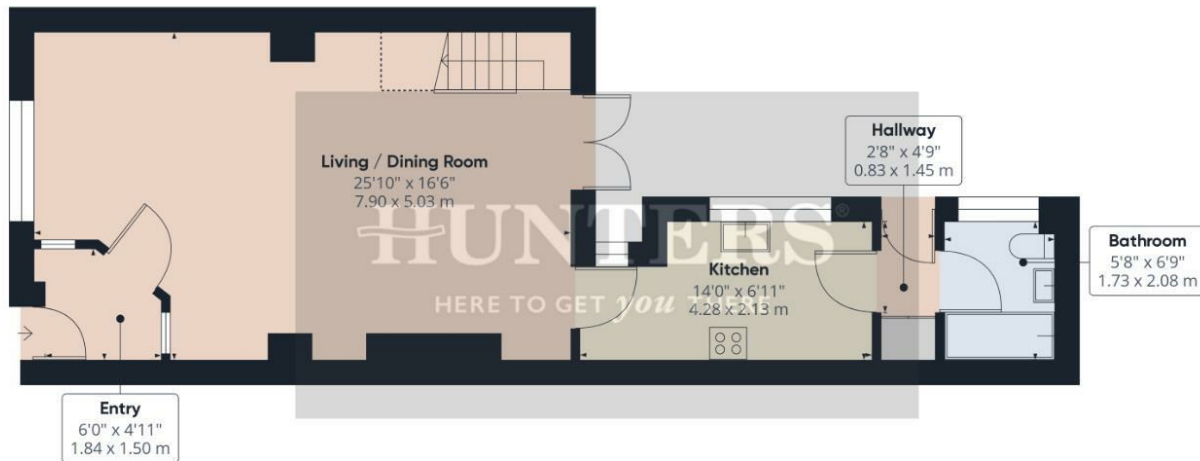 Living / Dining Room
25'10" x 16'6"
7.90 x 5.03 m
Hallway
2'8" x 4'9"
0.83 x 1.45 m
HUNTERS®
HERE TO GET you THERE
Kitchen
14'0" x 6'11"
4.28 x 2.13 m
Bathroom
5'8" x 6'9"
1.73 x 2.08 m
Entry
6'0" x 4'11"
1.84 x 1.50 m